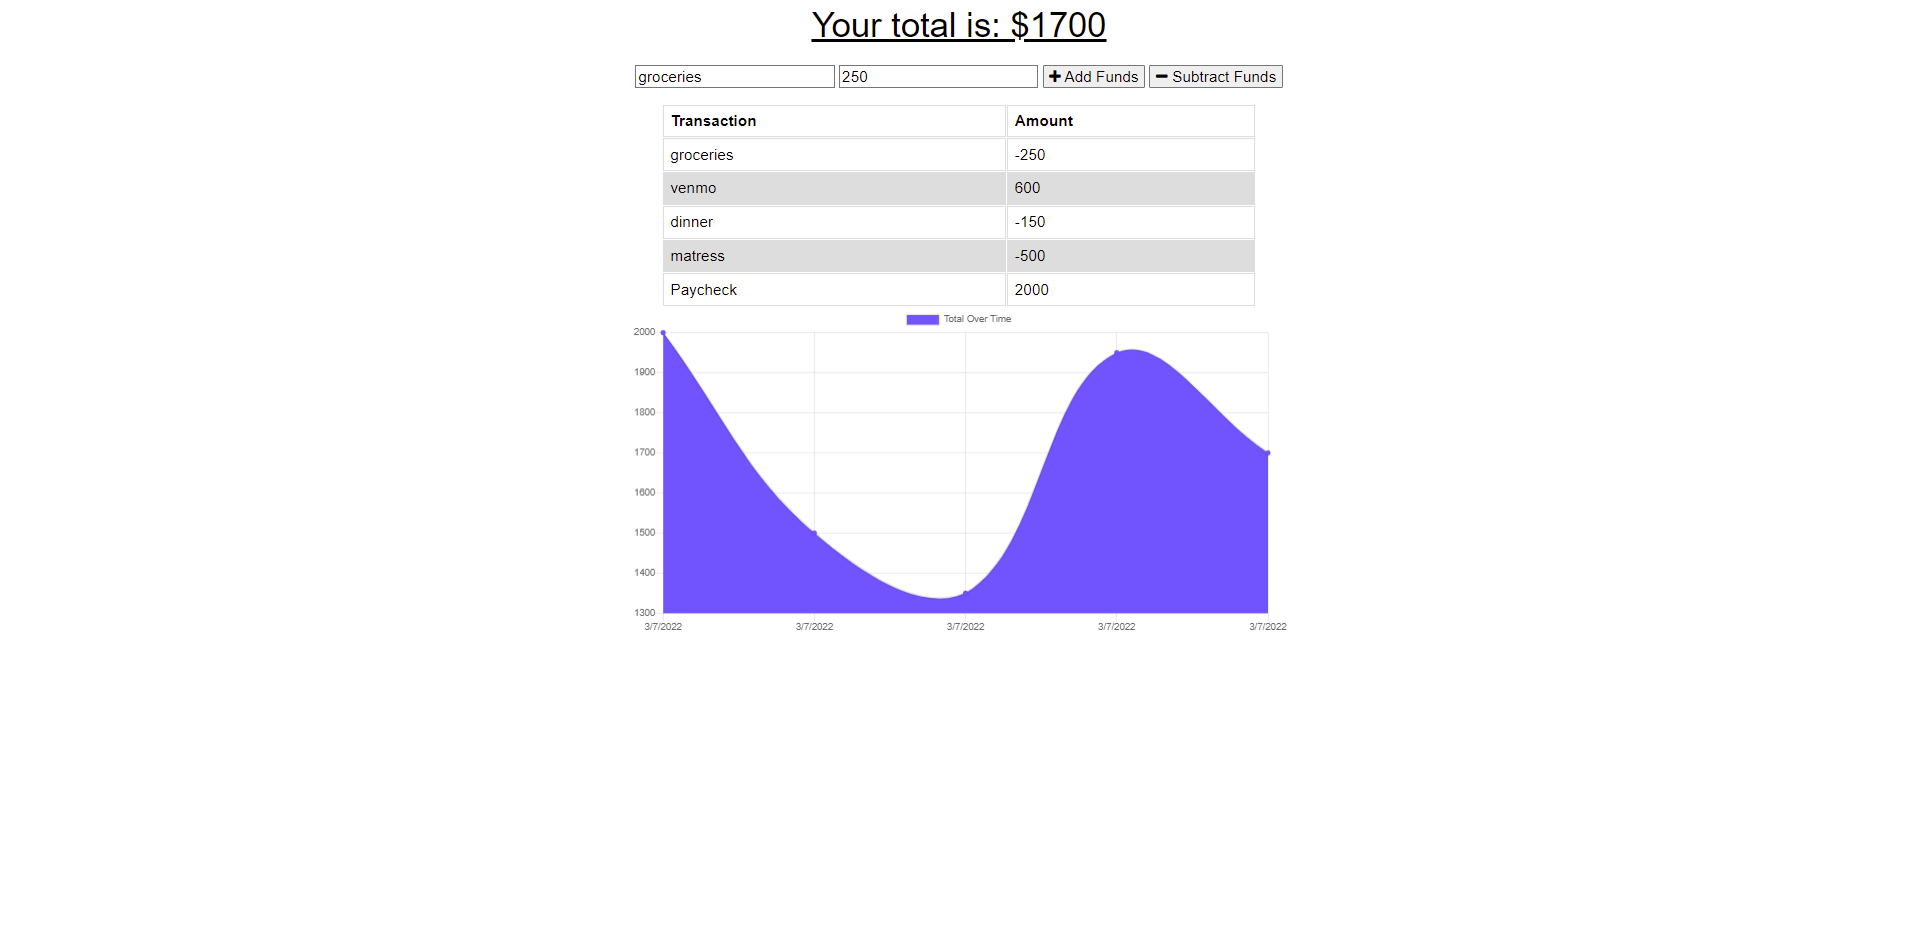 Your total is: $1700
groceries 250 Add Funds Subtract Funds
Transaction Amount
groceries -250
venmo 600
dinner -150
matress -500
Paycheck 2000
Total Over Time
2000
1900
1800
1700
1600
1500
1400
1300
3/7/2022 3/7/2022 3/7/2022 3/7/2022 3/7/2022